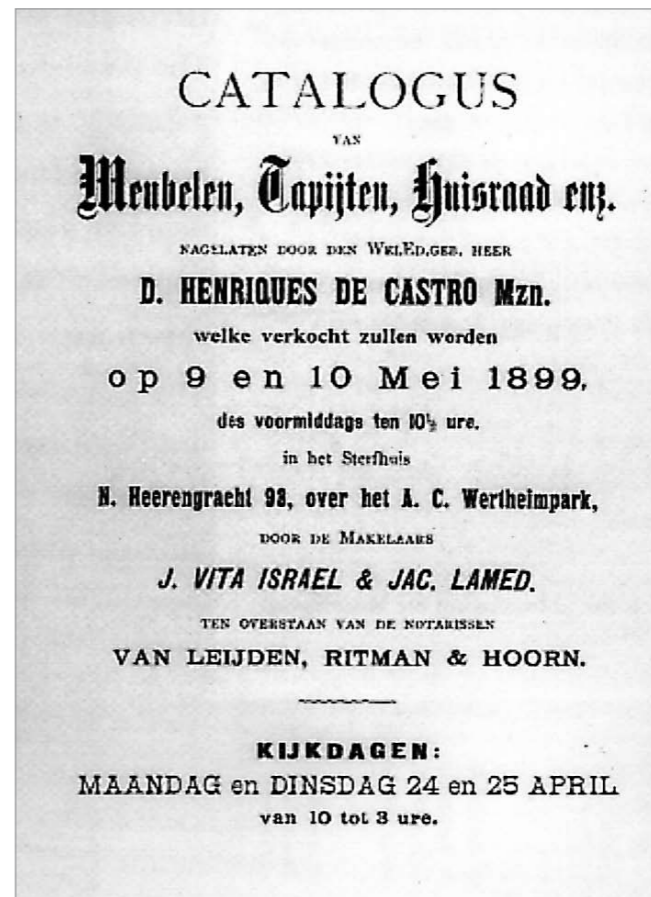 CATALOGUS
VAN
Meubelen, Tapijten, Huisraad enz.
NAGELATEN DOOR DEN WEL.ED.GEB. HEER
D. HENRIQUES DE CASTRO Mzn.
welke verkocht zullen worden
op 9 en 10 Mei 1899,
des voormiddags ten 10½ ure.
in het Sterfhuis
N. Heerengracht 93, over het A. C. Wertheimpark,
DOOR DE MAKELAARS
J. VITA ISRAEL & JAC. LAMED.
TEN OVERSTAAN VAN DE NOTARISSEN
VAN LEIJDEN, RITMAN & HOORN.
KIJKDAGEN:
MAANDAG en DINSDAG 24 en 25 APRIL
van 10 tot 3 ure.